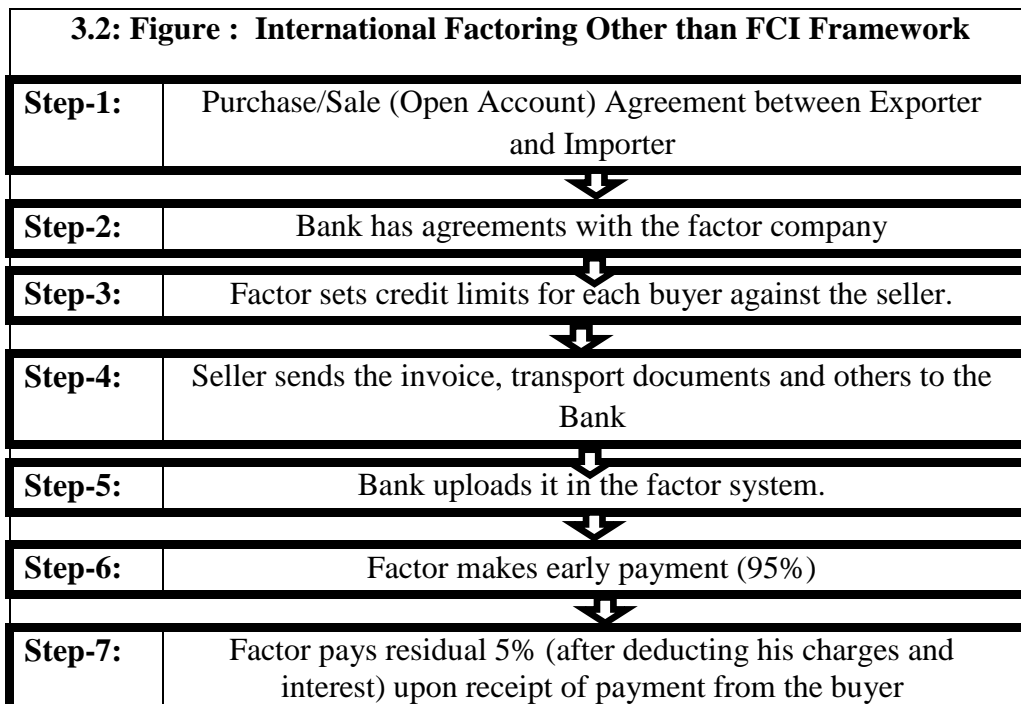 3.2: Figure : International Factoring Other than FCI Framework
Step-1: Purchase/Sale (Open Account) Agreement between Exporter
and Importer
Step-2: Bank has agreements with the factor company
Step-3: Factor sets credit limits for each buyer against the seller.
Step-4: Seller sends the invoice, transport documents and others to the
Bank
Step-5: Bank uploads it in the factor system.
Step-6: Factor makes early payment (95%)
Step-7: Factor pays residual 5% (after deducting his charges and
interest) upon receipt of payment from the buyer